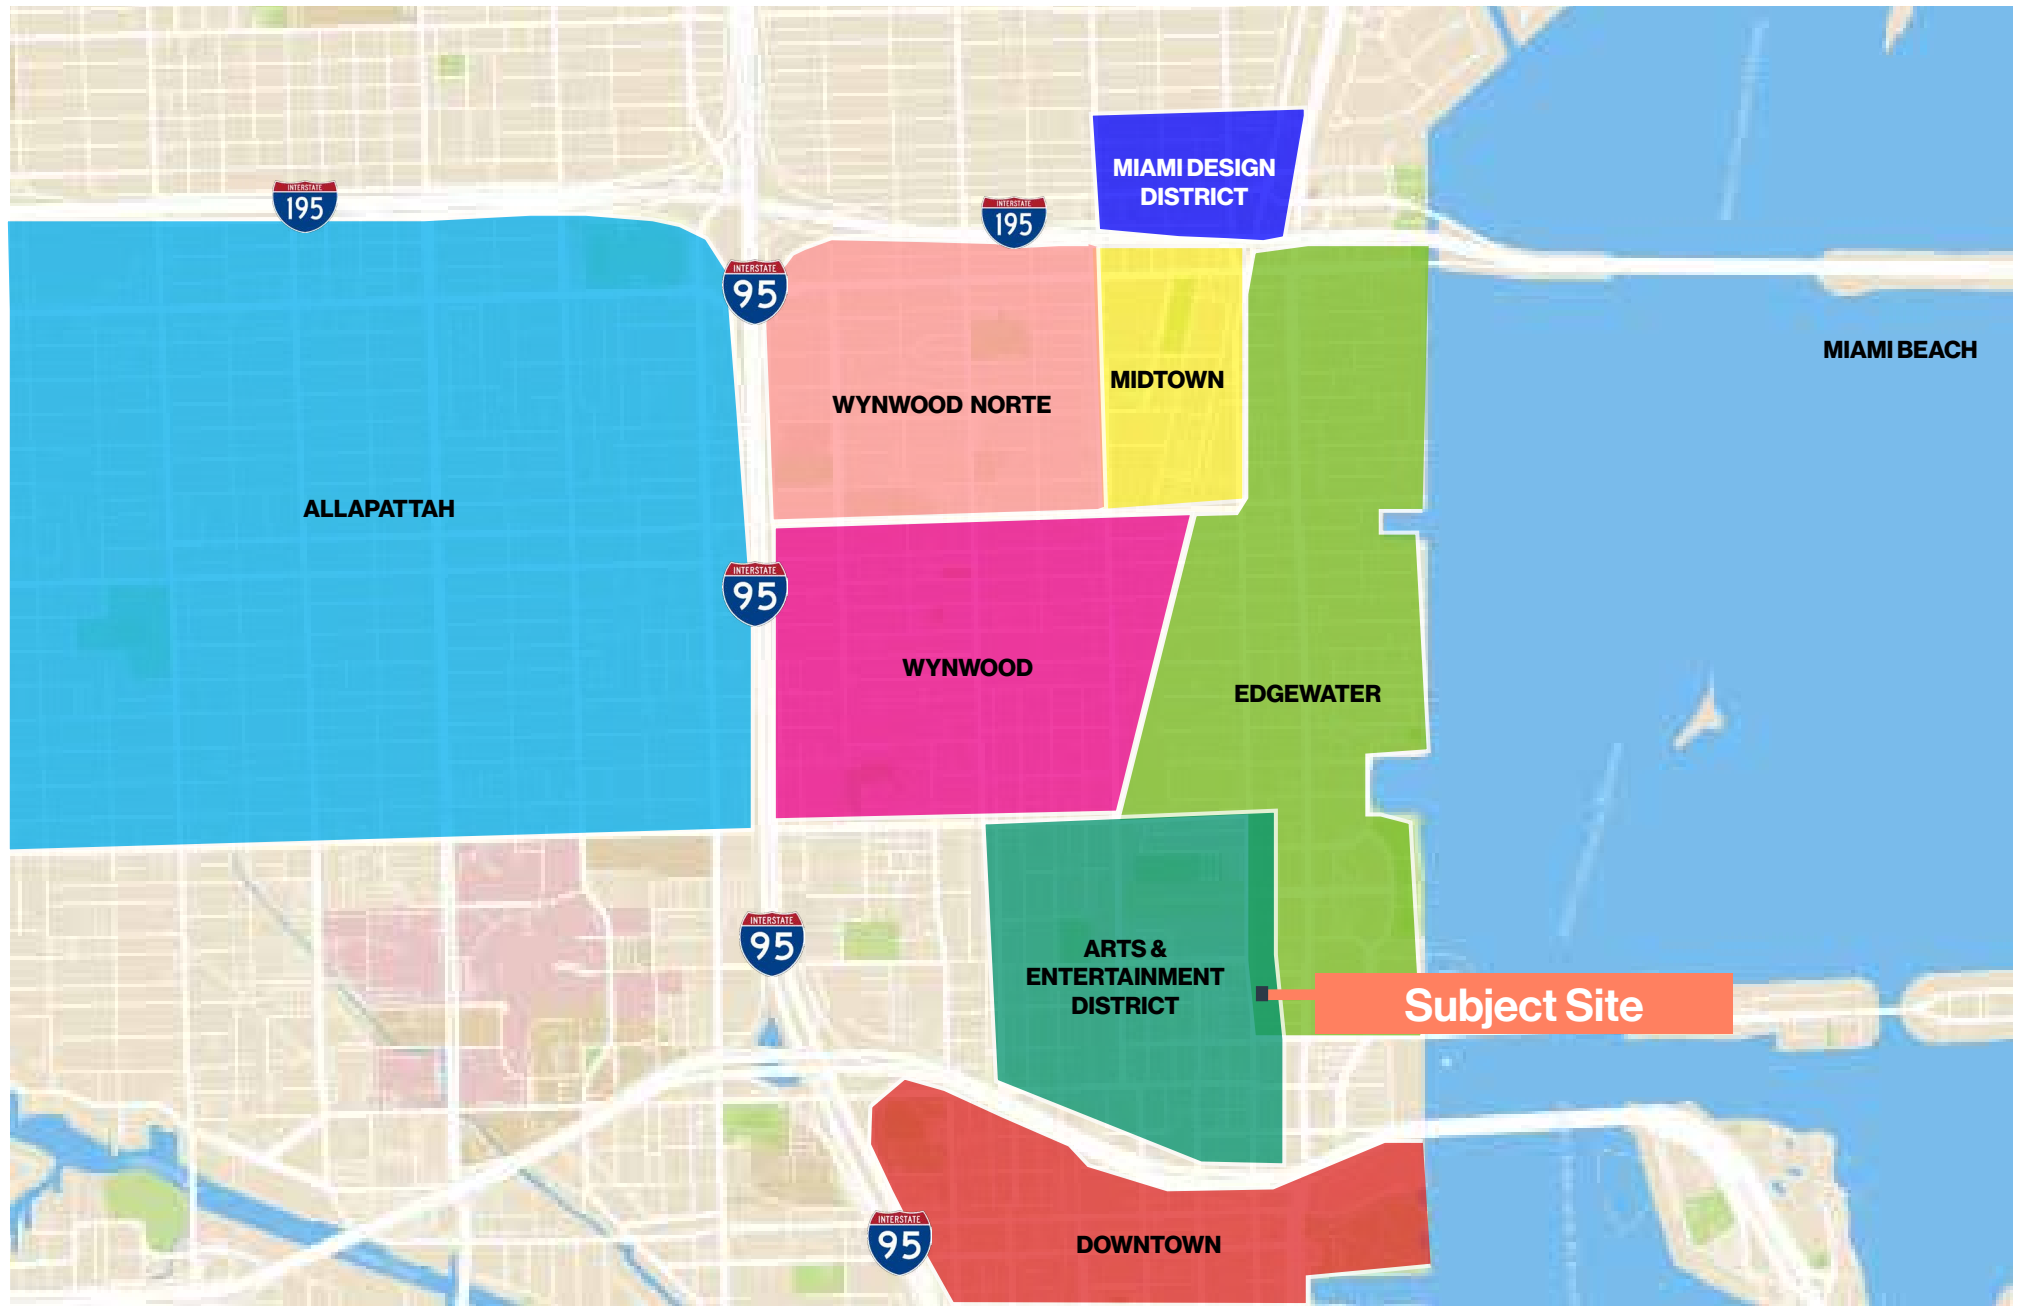 MIAMI DESIGN
DISTRICT
INTERSTATE
195
INTERSTATE
195
INTERSTATE
95
MIAMI BEACH
MIDTOWN
WYNWOOD NORTE
ALLAPATTAH
INTERSTATE
95
WYNWOOD
EDGEWATER
INTERSTATE
95
ARTS &
ENTERTAINMENT
DISTRICT
Subject Site
INTERSTATE
95
DOWNTOWN